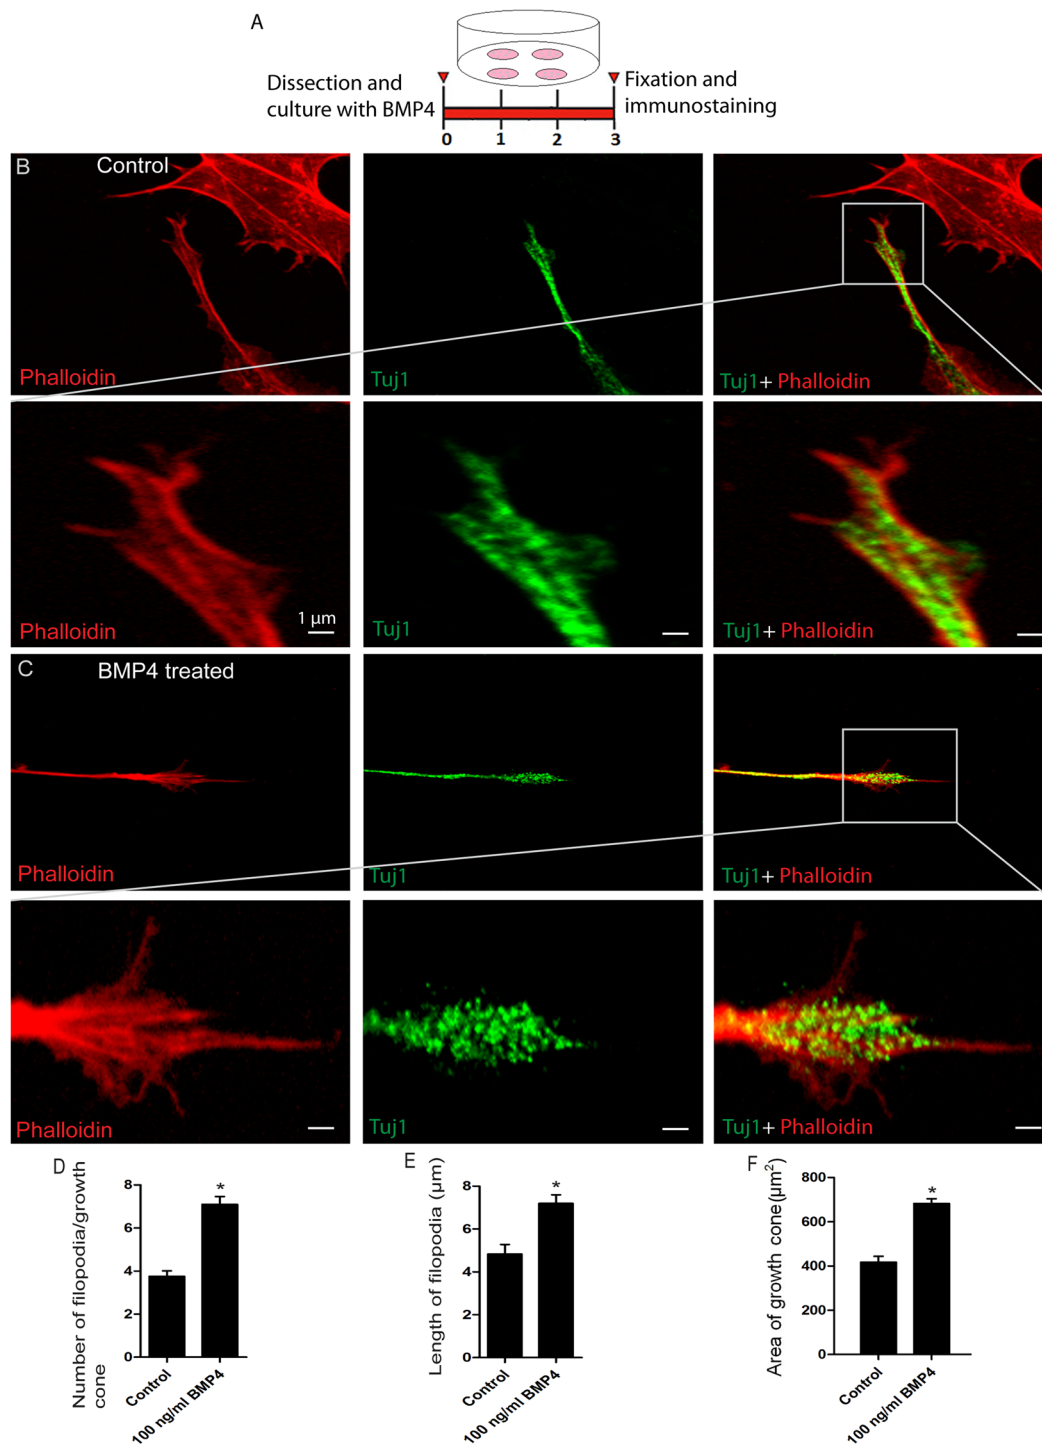 A
Dissection and
culture with BMP4
Fixation and
immunostaining
0 1 2 3
B
Control
Phalloidin
Tuj1
Tuj1+ Phalloidin
Phalloidin
1 µm
Tuj1
Tuj1+ Phalloidin
C
BMP4 treated
Phalloidin
Tuj1
Tuj1+ Phalloidin
Phalloidin
Tuj1
Tuj1+ Phalloidin
D
Number of filopodia/growth
cone
8
6
4
2
0
*
Control
100 ng/ml BMP4
E
Length of filopodia (µm)
8
6
4
2
0
*
Control
100 ng/ml BMP4
F
Area of growth cone(µm²)
800
600
400
200
0
*
Control
100 ng/ml BMP4